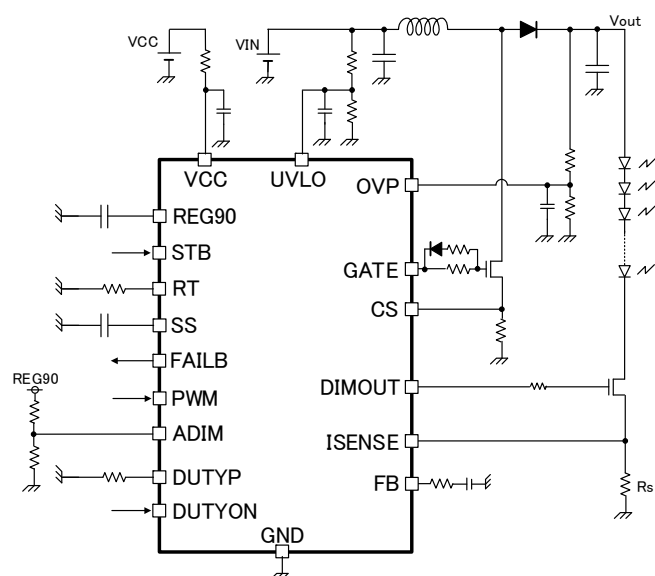 VCC
VIN
Vout
VCC
UVLO
OVP
REG90
STB
GATE
RT
CS
SS
FAILB
REG90
DIMOUT
PWM
ADIM
ISENSE
DUTYP
FB
Rs
DUTYON
GND